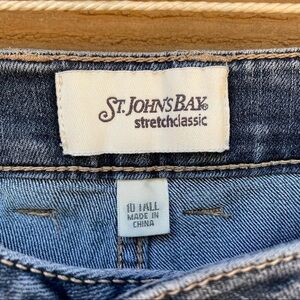 ST. JOHN'S BAY®
stretchclassic
10 TALL
MADE IN
CHINA